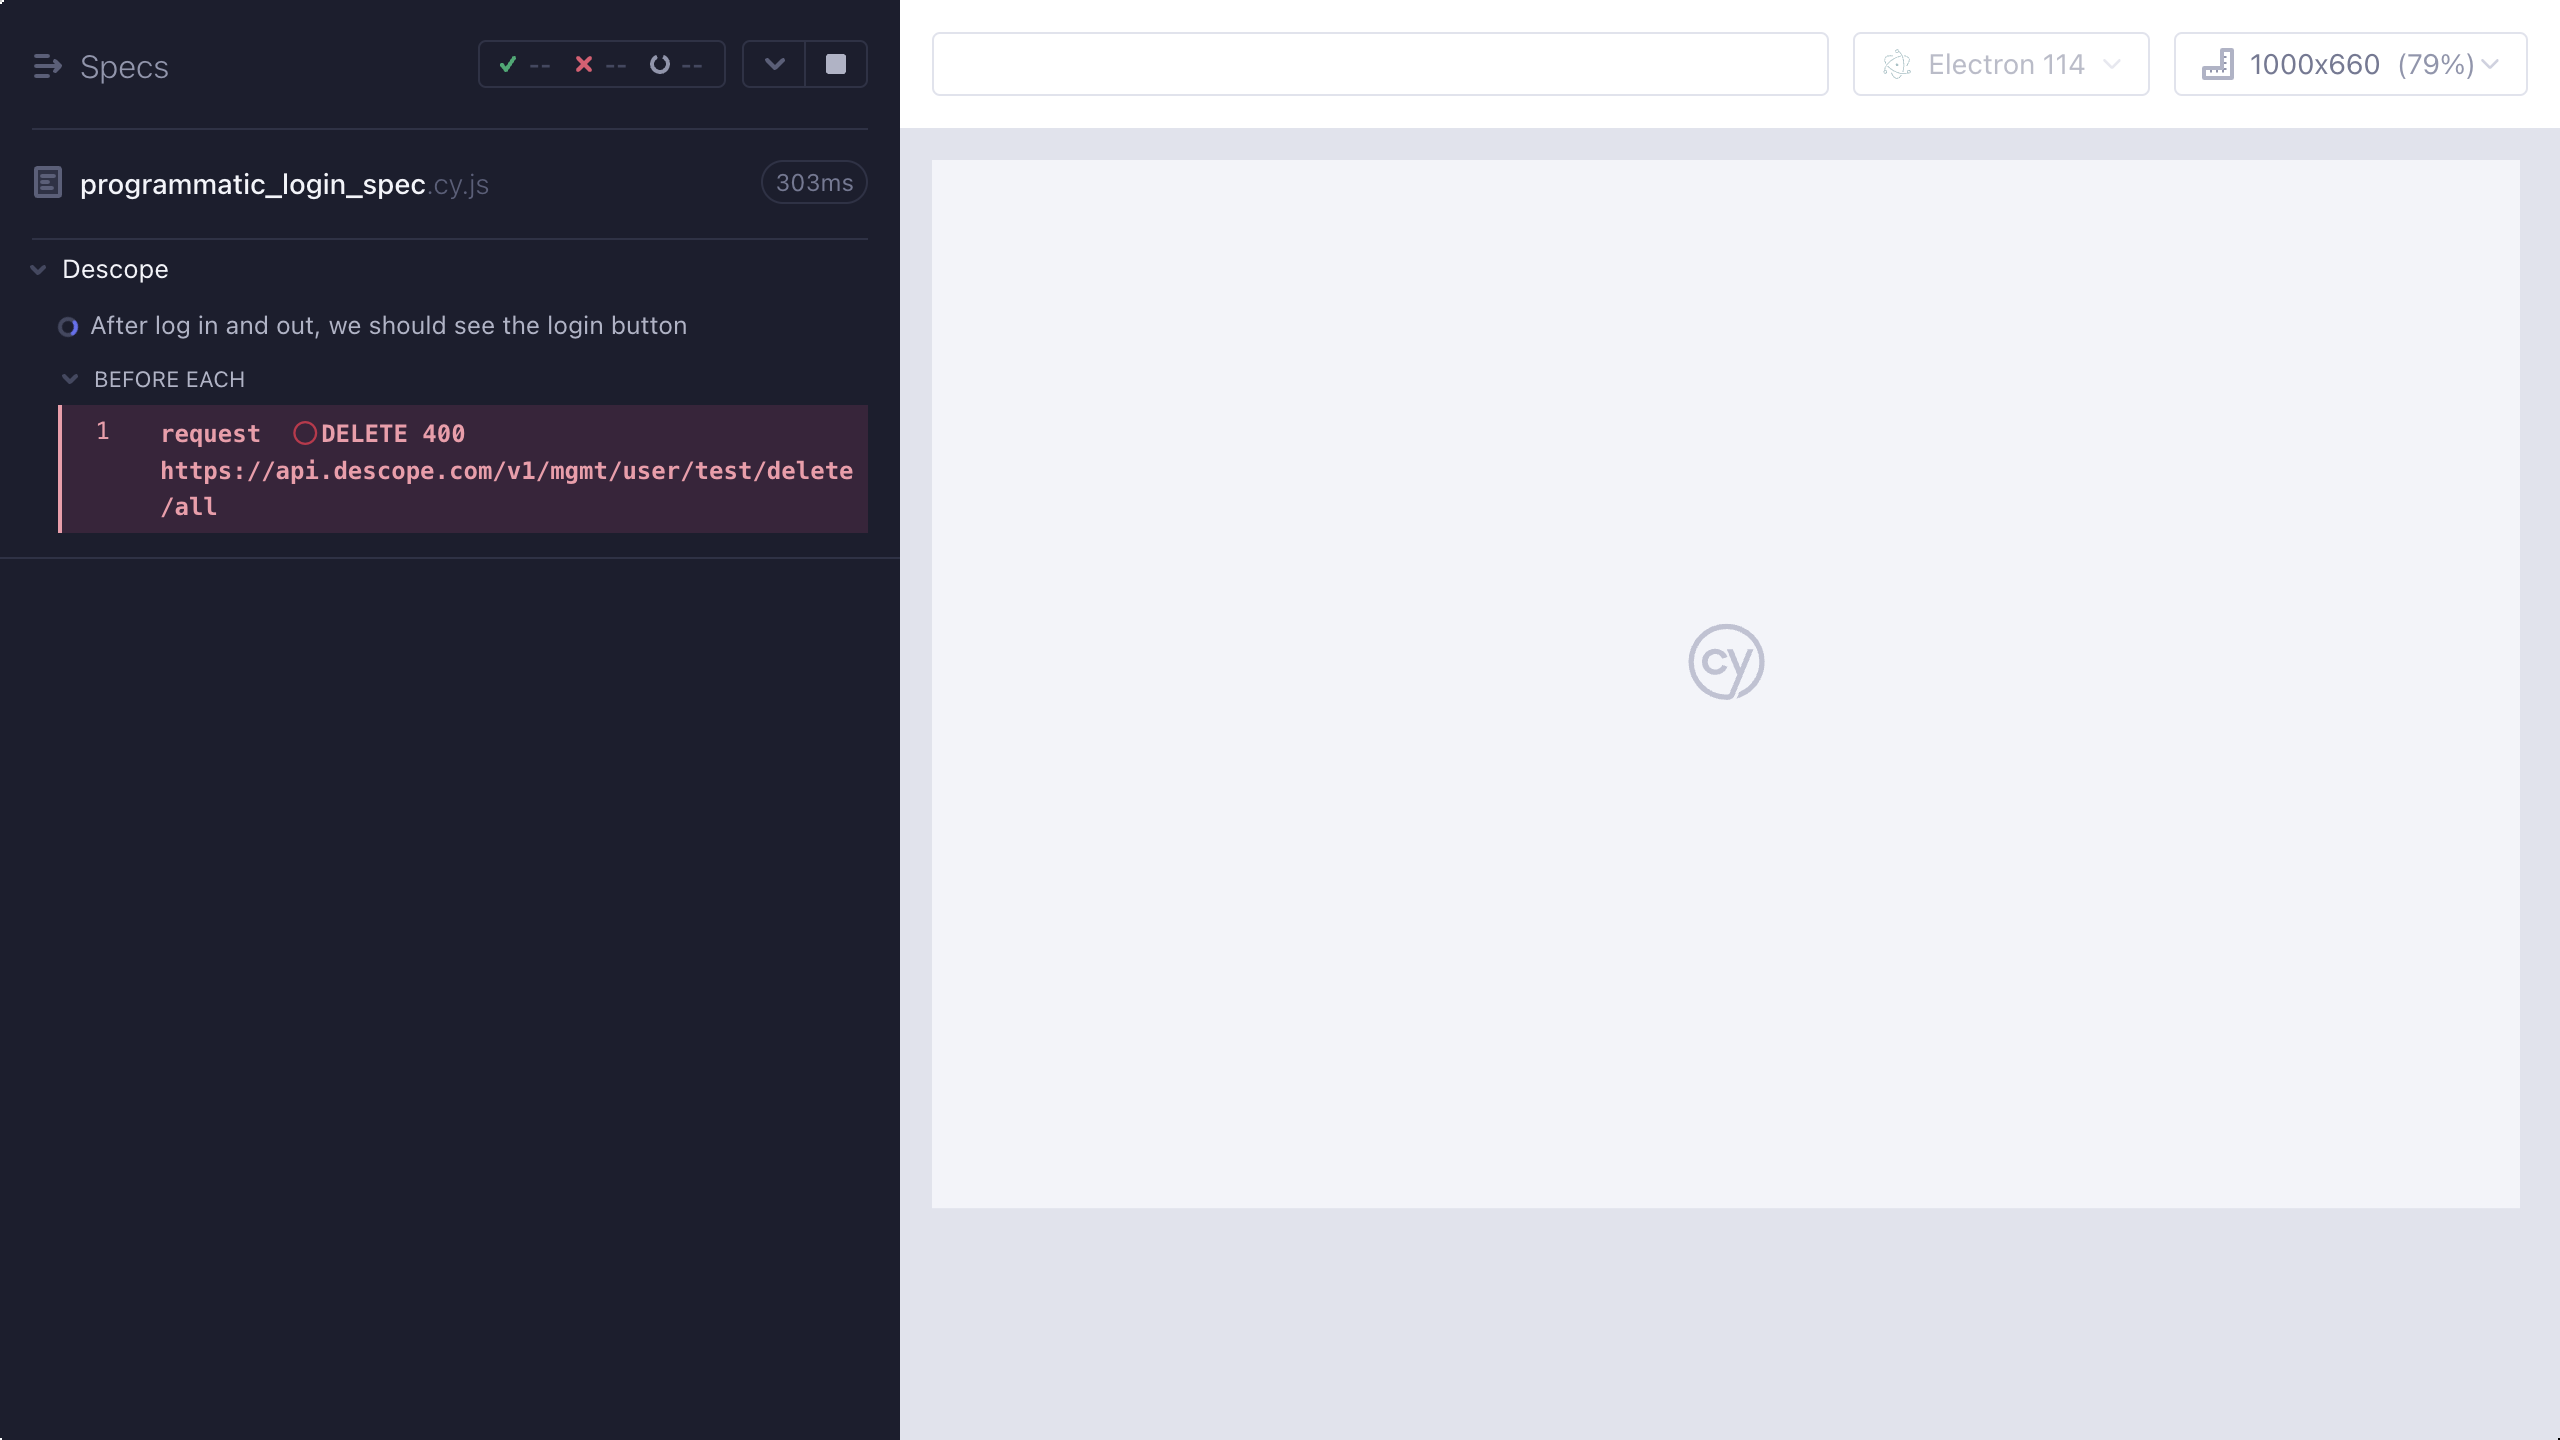 Specs
-- -- --
programmatic_login_spec.cy.js
303ms
Descope
After log in and out, we should see the login button
BEFORE EACH
1 request DELETE 400
https://api.descope.com/v1/mgmt/user/test/delete
/all
Electron 114
1000x660 (79%)
cy